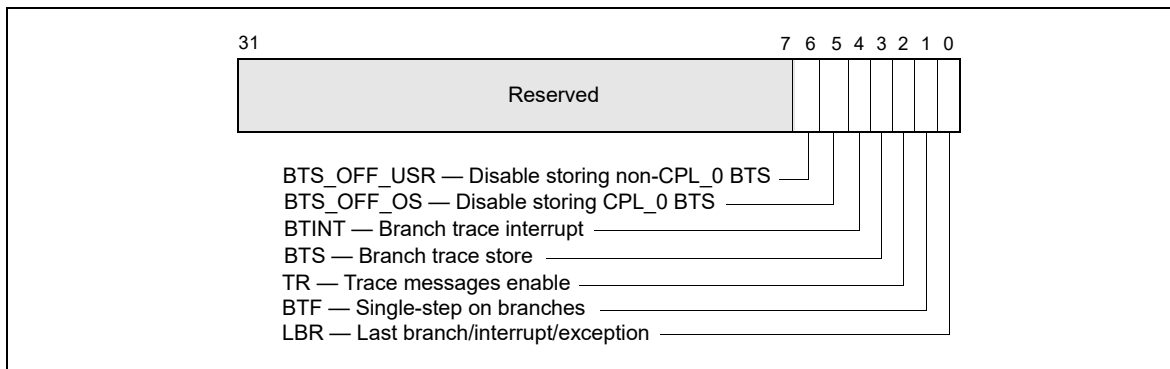 31 7 6 5 4 3 2 1 0
Reserved
BTS_OFF_USR — Disable storing non-CPL_0 BTS
BTS_OFF_OS — Disable storing CPL_0 BTS
BTINT — Branch trace interrupt
BTS — Branch trace store
TR — Trace messages enable
BTF — Single-step on branches
LBR — Last branch/interrupt/exception